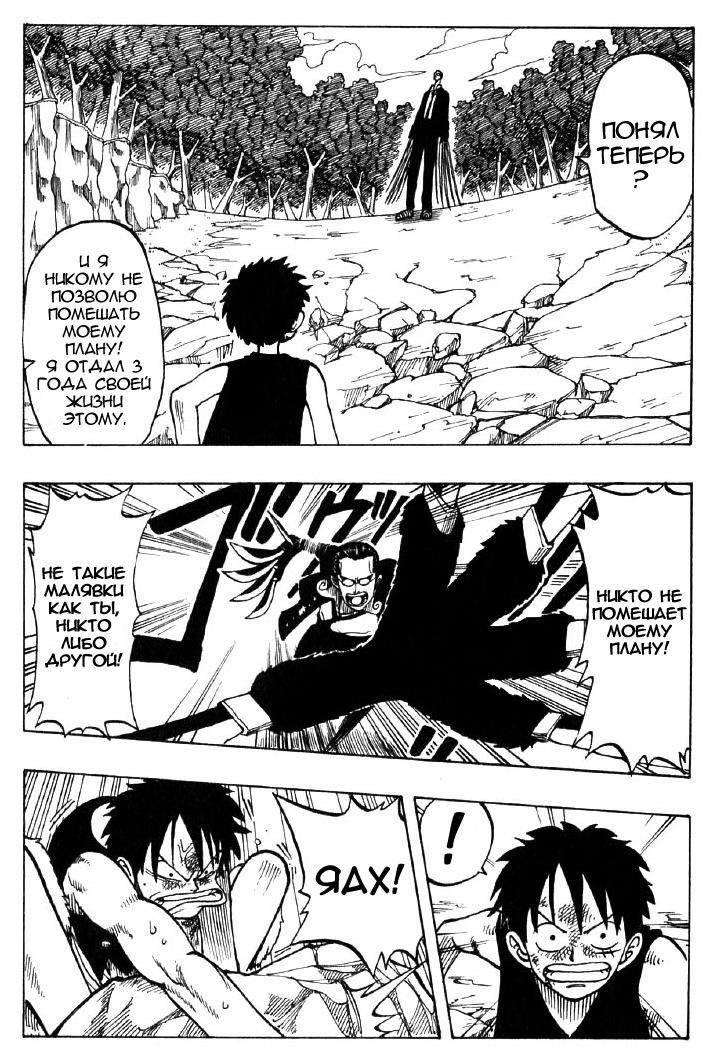 ПОНЯЛ
ТЕПЕРЬ
?
И Я
НИКОМУ НЕ
ПОЗВОЛЮ
ПОМЕШАТЬ
МОЕМУ
ПЛАНУ!
Я ОТДАЛ 3
ГОДА СВОЕЙ
ЖИЗНИ
ЭТОМУ.
НИКТО НЕ
ПОМЕШАЕТ
МОЕМУ
ПЛАНУ!
НЕ ТАКИЕ
МАЛЯВКИ
КАК ТЫ,
НИКТО
ЛИБО
ДРУГОЙ!
!
ЯАХ!